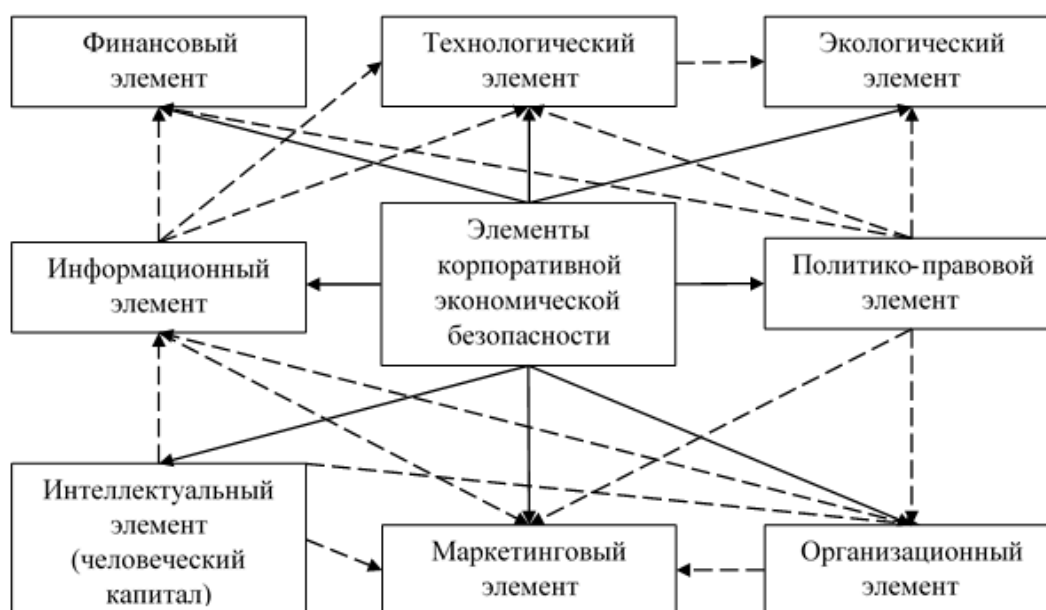 Финансовый
элемент
Технологический
элемент
Экологический
элемент
Информационный
элемент
Элементы
корпоративной
экономической
безопасности
Политико-правовой
элемент
Интеллектуальный
элемент
(человеческий
капитал)
Маркетинговый
элемент
Организационный
элемент